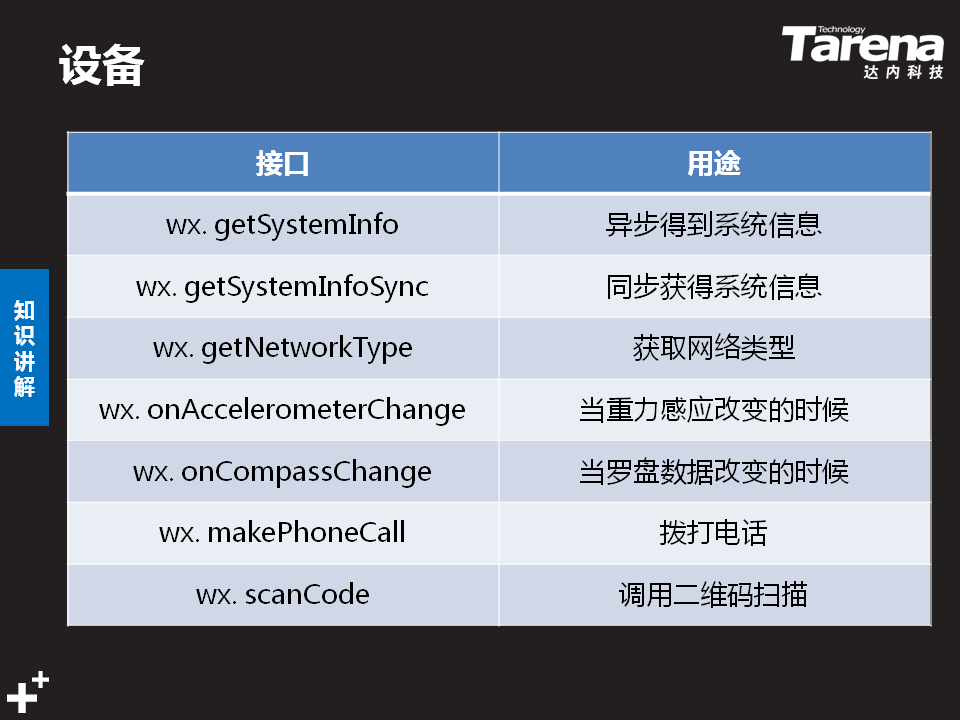 设备
Technology
Tarena
达内科技
接口 用途
wx. getSystemInfo 异步得到系统信息
wx. getSystemInfoSync 同步获得系统信息
wx. getNetworkType 获取网络类型
wx. onAccelerometerChange 当重力感应改变的时候
wx. onCompassChange 当罗盘数据改变的时候
wx. makePhoneCall 拨打电话
wx. scanCode 调用二维码扫描
知
识
讲
解